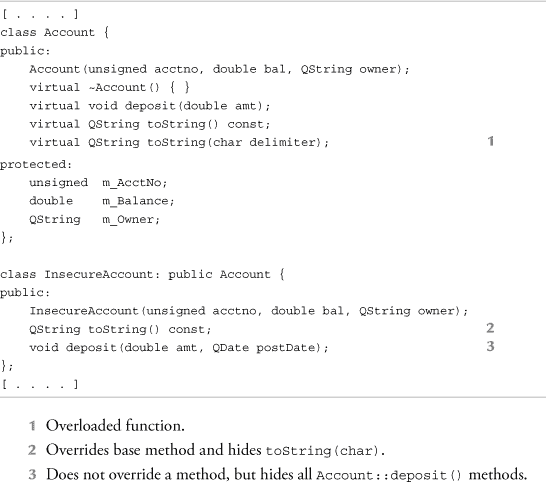 [ . . . . ]
class Account {
public:
    Account(unsigned acctno, double bal, QString owner);
    virtual ~Account() { }
    virtual void deposit(double amt);
    virtual QString toString() const;
    virtual QString toString(char delimiter); 1
protected:
    unsigned  m_AcctNo;
    double    m_Balance;
    QString   m_Owner;
};
class InsecureAccount: public Account {
public:
    InsecureAccount(unsigned acctno, double bal, QString owner);
    QString toString() const; 2
    void deposit(double amt, QDate postDate); 3
};
[ . . . . ]
1 Overloaded function.
2 Overrides base method and hides toString(char).
3 Does not override a method, but hides all Account::deposit() methods.